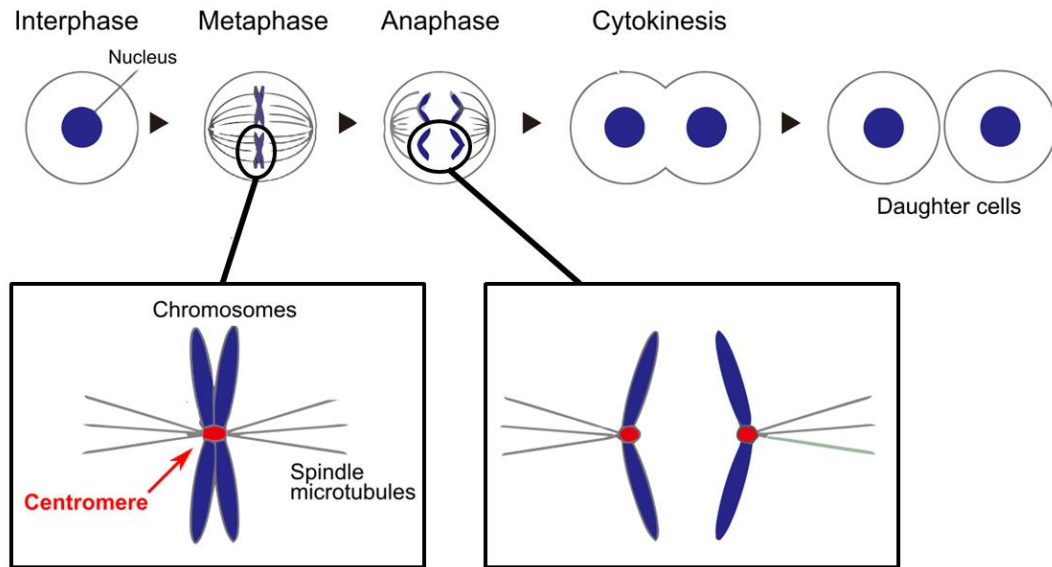 Interphase
Metaphase
Anaphase
Cytokinesis
Nucleus
Daughter cells
Chromosomes
Centromere
Spindle
microtubules